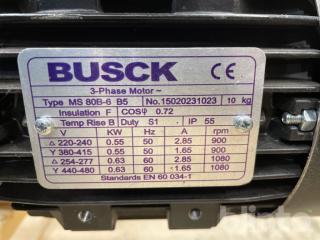 BUSCK CE
3-Phase Motor ~
Type MS 80B-6 B5 No.15020231023 10 kg
Insulation F COSφ 0.72
Temp Rise B Duty S1 . IP 55
V KW Hz A rpm
△ 220-240 0.55 50 2.85 900
Y 380-415 0.55 50 1.65 900
△ 254-277 0.63 60 2.85 1080
Y 440-480 0.63 60 1.65 1080
Standards EN 60 034-1